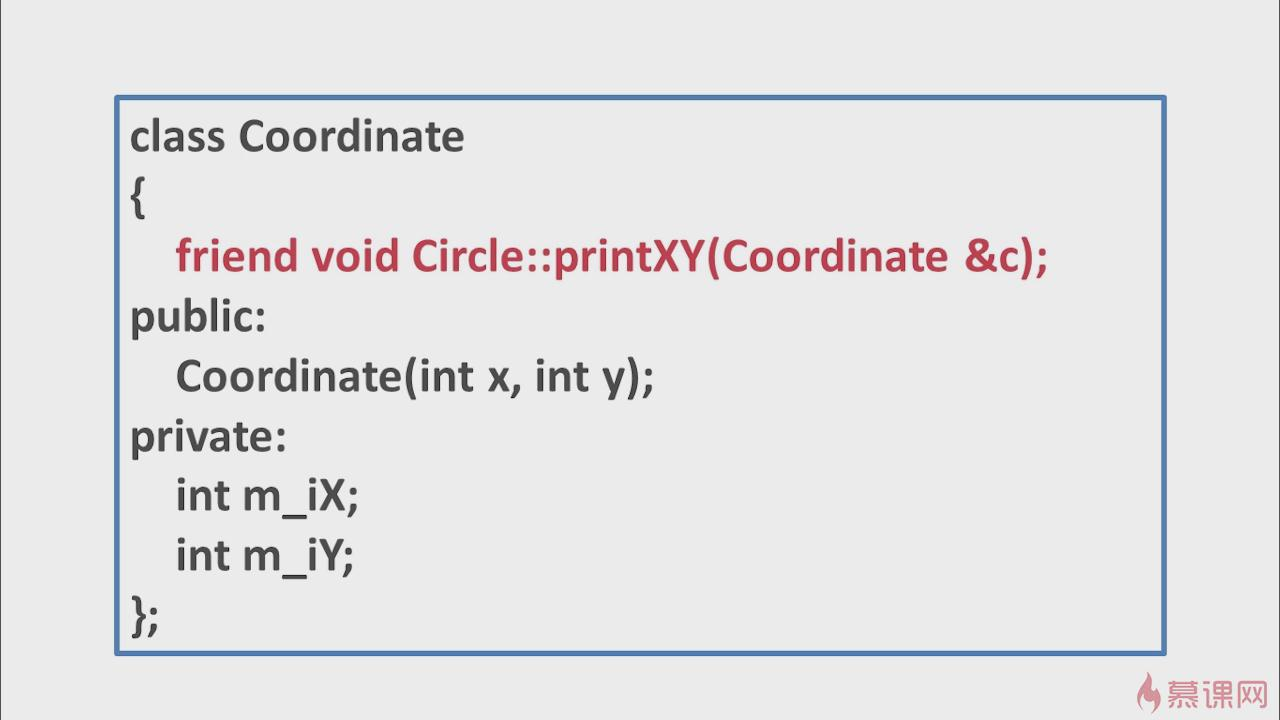 class Coordinate
{
friend void Circle::printXY(Coordinate &c);
public:
Coordinate(int x, int y);
private:
int m_iX;
int m_iY;
};
慕课网